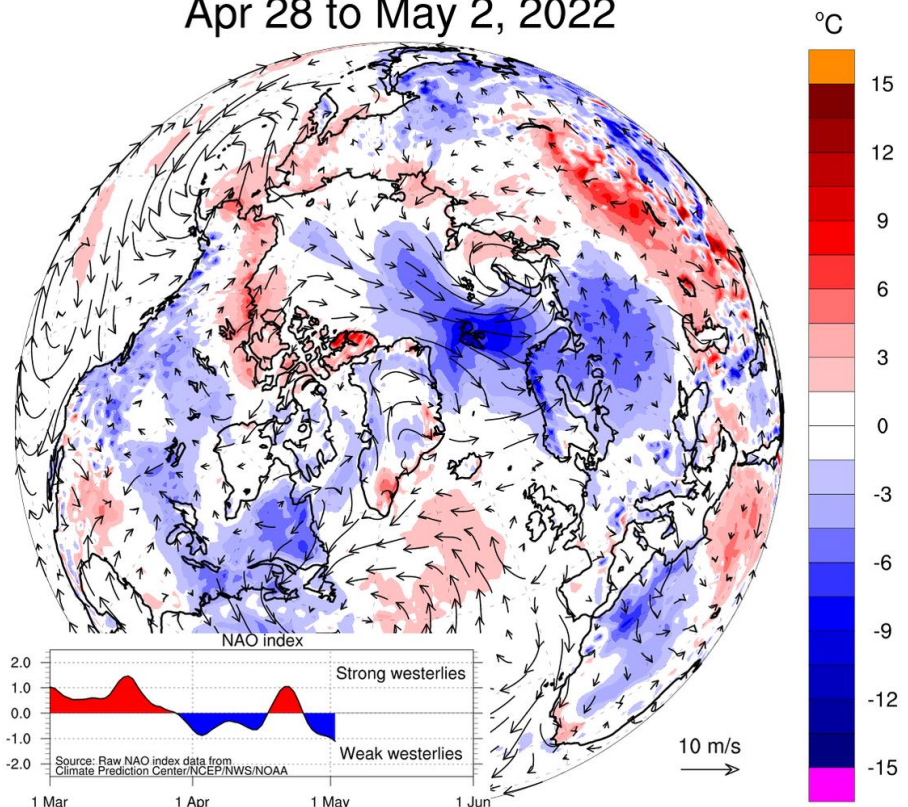 Apr 28 to May 2, 2022
°C
15
12
9
6
3
0
-3
-6
-9
-12
-15
NAO index
2.0
1.0
0.0
-1.0
-2.0
Strong westerlies
Weak westerlies
Source: Raw NAO index data from
Climate Prediction Center/NCEP/NWS/NOAA
1 Mar
1 Apr
1 May
1 Jun
10 m/s